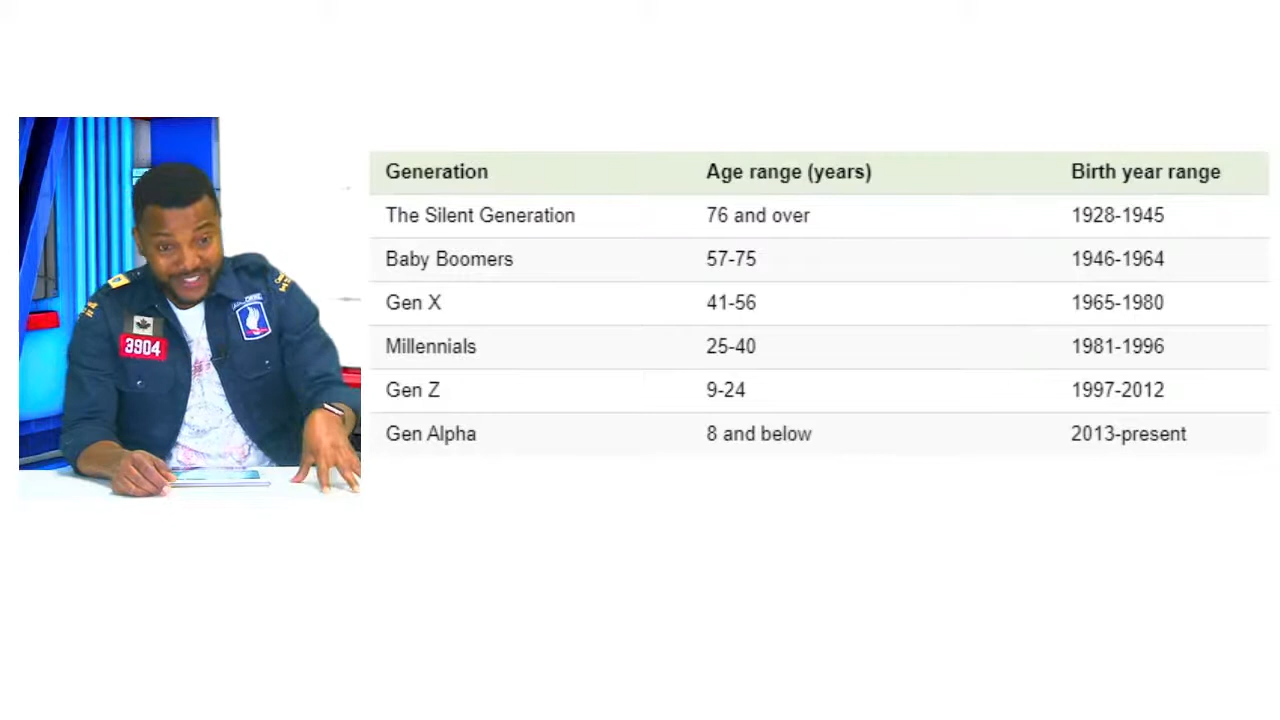 Generation Age range (years) Birth year range
The Silent Generation 76 and over 1928-1945
Baby Boomers 57-75 1946-1964
Gen X 41-56 1965-1980
Millennials 25-40 1981-1996
Gen Z 9-24 1997-2012
Gen Alpha 8 and below 2013-present
3904
AIRBORNE